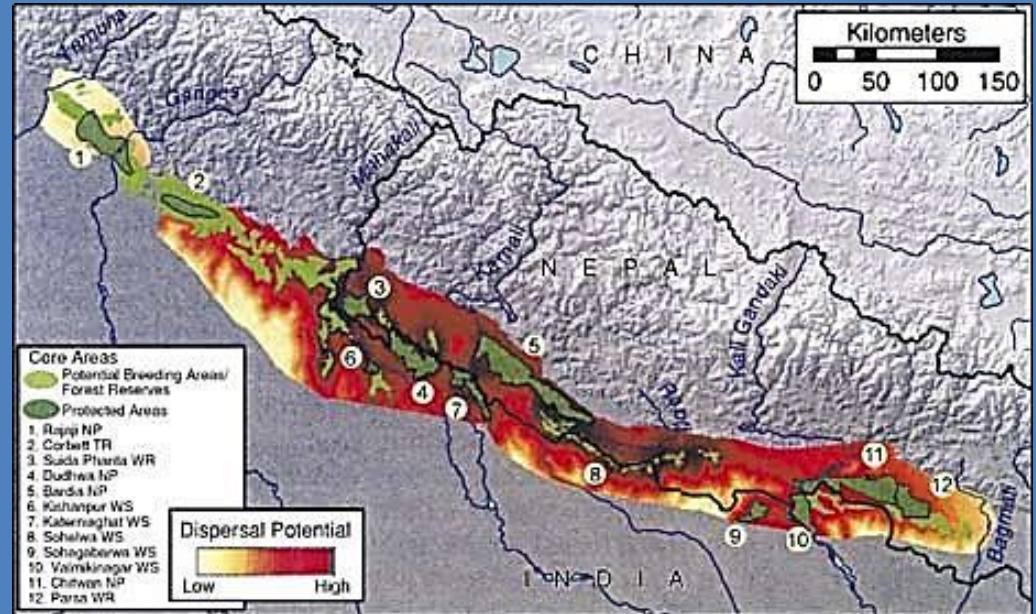 Kilometers
0 50 100 150
CHINA
Yamuna
Ganges
Mahakali
Karnali
NEPAL
Kali Gandaki
Rapti
Bagmati
INDIA
1
2
3
4
5
6
7
8
9
10
11
12
Core Areas
Potential Breeding Areas/
Forest Reserves
Protected Areas
1. Rajaji NP
2. Corbett TR
3. Sukla Phanta WR
4. Dudhwa NP
5. Bardia NP
6. Kishanpur WS
7. Katerniaghat WS
8. Sohelwa WS
9. Sohagabarwa WS
10. Valmikinagar WS
11. Chitwan NP
12. Parsa WR
Dispersal Potential
Low High